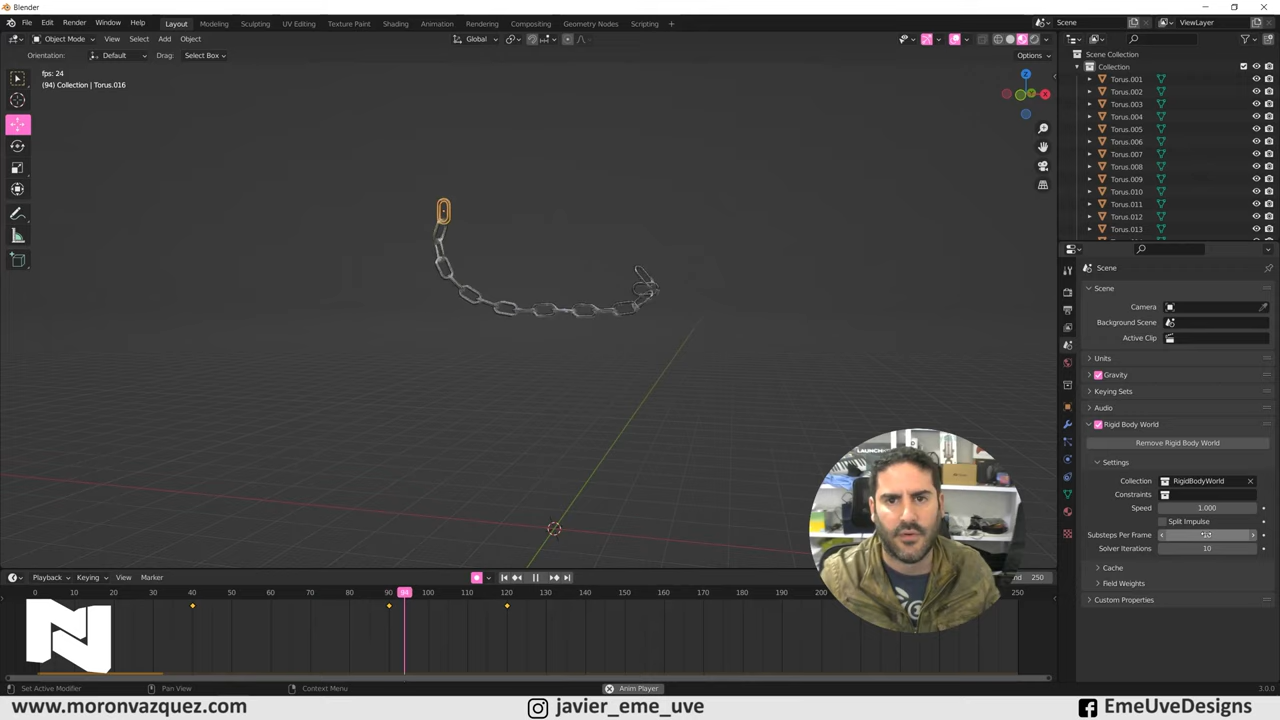 Blender
File Edit Render Window Help
Layout Modeling Sculpting UV Editing Texture Paint Shading Animation Rendering Compositing Geometry Nodes Scripting +
Scene
ViewLayer
Object Mode View Select Add Object
Global
Orientation: Default Drag: Select Box
Options
fps: 24
(94) Collection | Torus.016
Z
Y
X
Scene Collection
Collection
Torus.001
Torus.002
Torus.003
Torus.004
Torus.005
Torus.006
Torus.007
Torus.008
Torus.009
Torus.010
Torus.011
Torus.012
Torus.013
Scene
Scene
Camera
Background Scene
Active Clip
Units
Gravity
Keying Sets
Audio
Rigid Body World
Remove Rigid Body World
Settings
Collection RigidBodyWorld
Constraints
Speed 1.000
Split Impulse
Substeps Per Frame
Solver Iterations 10
Cache
Field Weights
Custom Properties
LAUNCH
Playback Keying View Marker
End 250
0 10 20 30 40 50 60 70 80 90 94 100 110 120 130 140 150 160 170 180 190 200 250
N
Set Active Modifier Pan View Context Menu
Anim Player
3.0.0
www.moronvazquez.com
javier_eme_uve
EmeUveDesigns